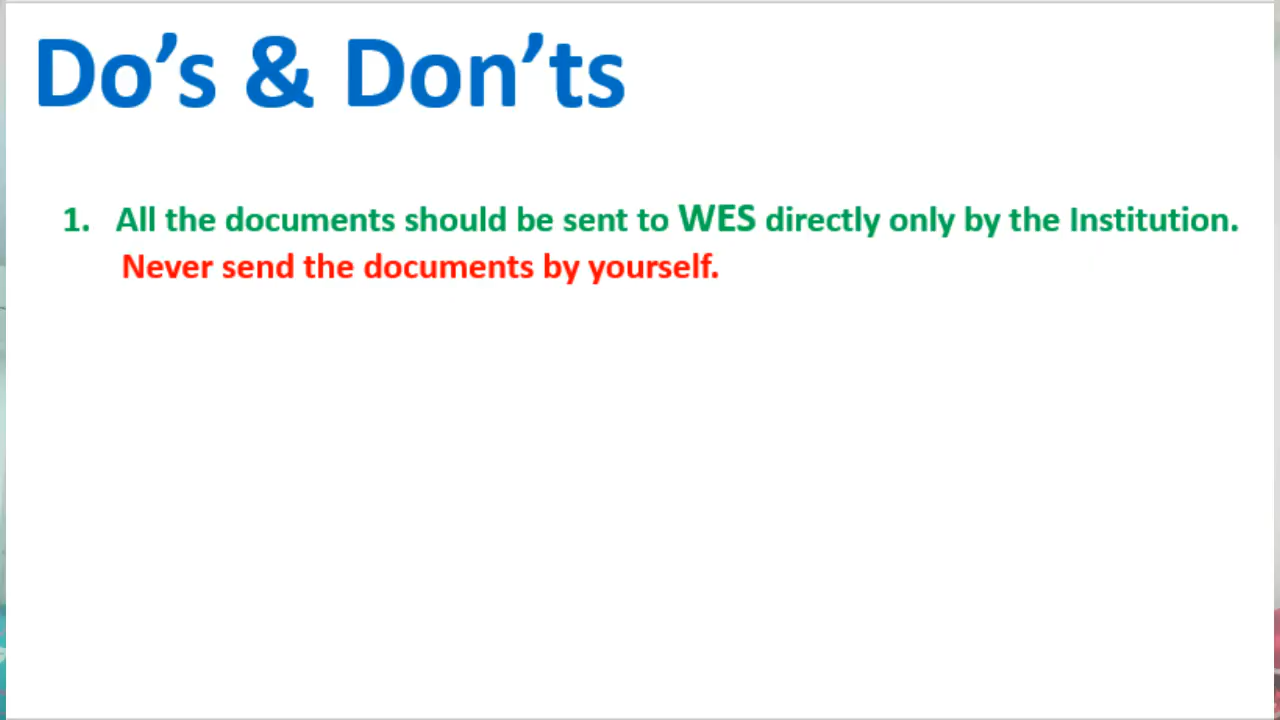 Do’s & Don’ts
1. All the documents should be sent to WES directly only by the Institution.
Never send the documents by yourself.